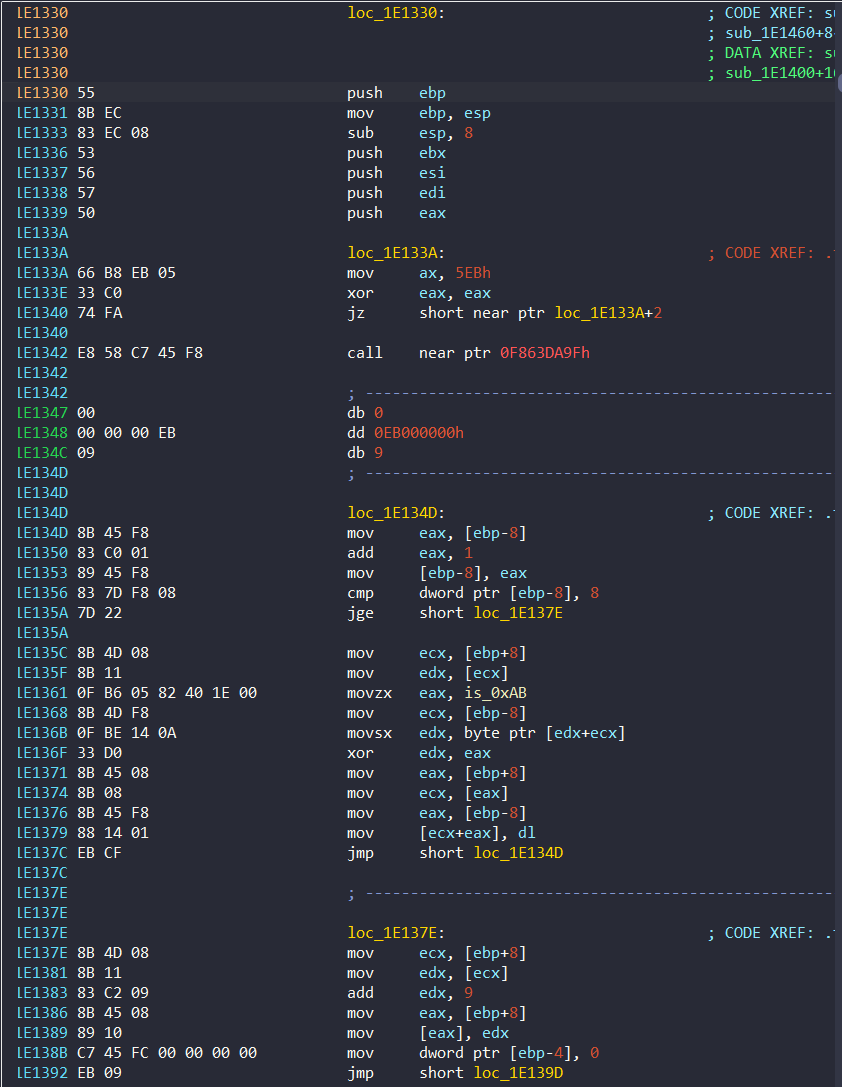 1E1330 loc_1E1330: ; CODE XREF: su
1E1330 ; sub_1E1460+8
1E1330 ; DATA XREF: su
1E1330 ; sub_1E1400+1
1E1330 55 push ebp
1E1331 8B EC mov ebp, esp
1E1333 83 EC 08 sub esp, 8
1E1336 53 push ebx
1E1337 56 push esi
1E1338 57 push edi
1E1339 50 push eax
1E133A
1E133A loc_1E133A: ; CODE XREF: .
1E133A 66 B8 EB 05 mov ax, 5EBh
1E133E 33 C0 xor eax, eax
1E1340 74 FA jz short near ptr loc_1E133A+2
1E1340
1E1342 E8 58 C7 45 F8 call near ptr 0F863DA9Fh
1E1342
1E1342 ; ----------------------------------------------------
1E1347 00 db 0
1E1348 00 00 00 EB dd 0EB000000h
1E134C 09 db 9
1E134D ; ----------------------------------------------------
1E134D
1E134D loc_1E134D: ; CODE XREF: .
1E134D 8B 45 F8 mov eax, [ebp-8]
1E1350 83 C0 01 add eax, 1
1E1353 89 45 F8 mov [ebp-8], eax
1E1356 83 7D F8 08 cmp dword ptr [ebp-8], 8
1E135A 7D 22 jge short loc_1E137E
1E135A
1E135C 8B 4D 08 mov ecx, [ebp+8]
1E135F 8B 11 mov edx, [ecx]
1E1361 0F B6 05 82 40 1E 00 movzx eax, is_0xAB
1E1368 8B 4D F8 mov ecx, [ebp-8]
1E136B 0F BE 14 0A movsx edx, byte ptr [edx+ecx]
1E136F 33 D0 xor edx, eax
1E1371 8B 45 08 mov eax, [ebp+8]
1E1374 8B 08 mov ecx, [eax]
1E1376 8B 45 F8 mov eax, [ebp-8]
1E1379 88 14 01 mov [ecx+eax], dl
1E137C EB CF jmp short loc_1E134D
1E137C
1E137E ; ----------------------------------------------------
1E137E
1E137E loc_1E137E: ; CODE XREF: .
1E137E 8B 4D 08 mov ecx, [ebp+8]
1E1381 8B 11 mov edx, [ecx]
1E1383 83 C2 09 add edx, 9
1E1386 8B 45 08 mov eax, [ebp+8]
1E1389 89 10 mov [eax], edx
1E138B C7 45 FC 00 00 00 00 mov dword ptr [ebp-4], 0
1E1392 EB 09 jmp short loc_1E139D